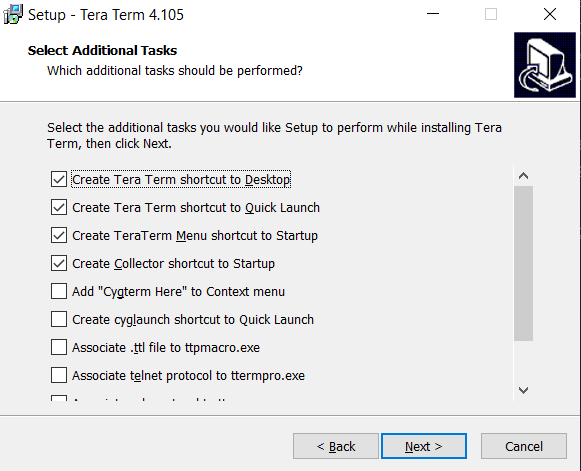 Setup - Tera Term 4.105
Select Additional Tasks
Which additional tasks should be performed?
Select the additional tasks you would like Setup to perform while installing Tera
Term, then click Next.
Create Tera Term shortcut to Desktop
Create Tera Term shortcut to Quick Launch
Create TeraTerm Menu shortcut to Startup
Create Collector shortcut to Startup
Add "Cygterm Here" to Context menu
Create cyglaunch shortcut to Quick Launch
Associate .ttl file to ttpmacro.exe
Associate telnet protocol to ttermpro.exe
< Back
Next >
Cancel